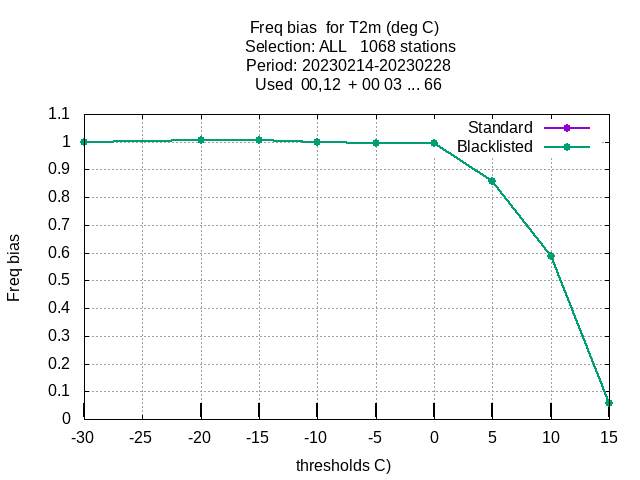 Freq bias  for T2m (deg C)
Selection: ALL   1068 stations
Period: 20230214-20230228
Used  00,12  + 00 03 ... 66
Standard
Blacklisted
Freq bias
1.1
1
0.9
0.8
0.7
0.6
0.5
0.4
0.3
0.2
0.1
0
-30 -25 -20 -15 -10 -5 0 5 10 15
thresholds C)